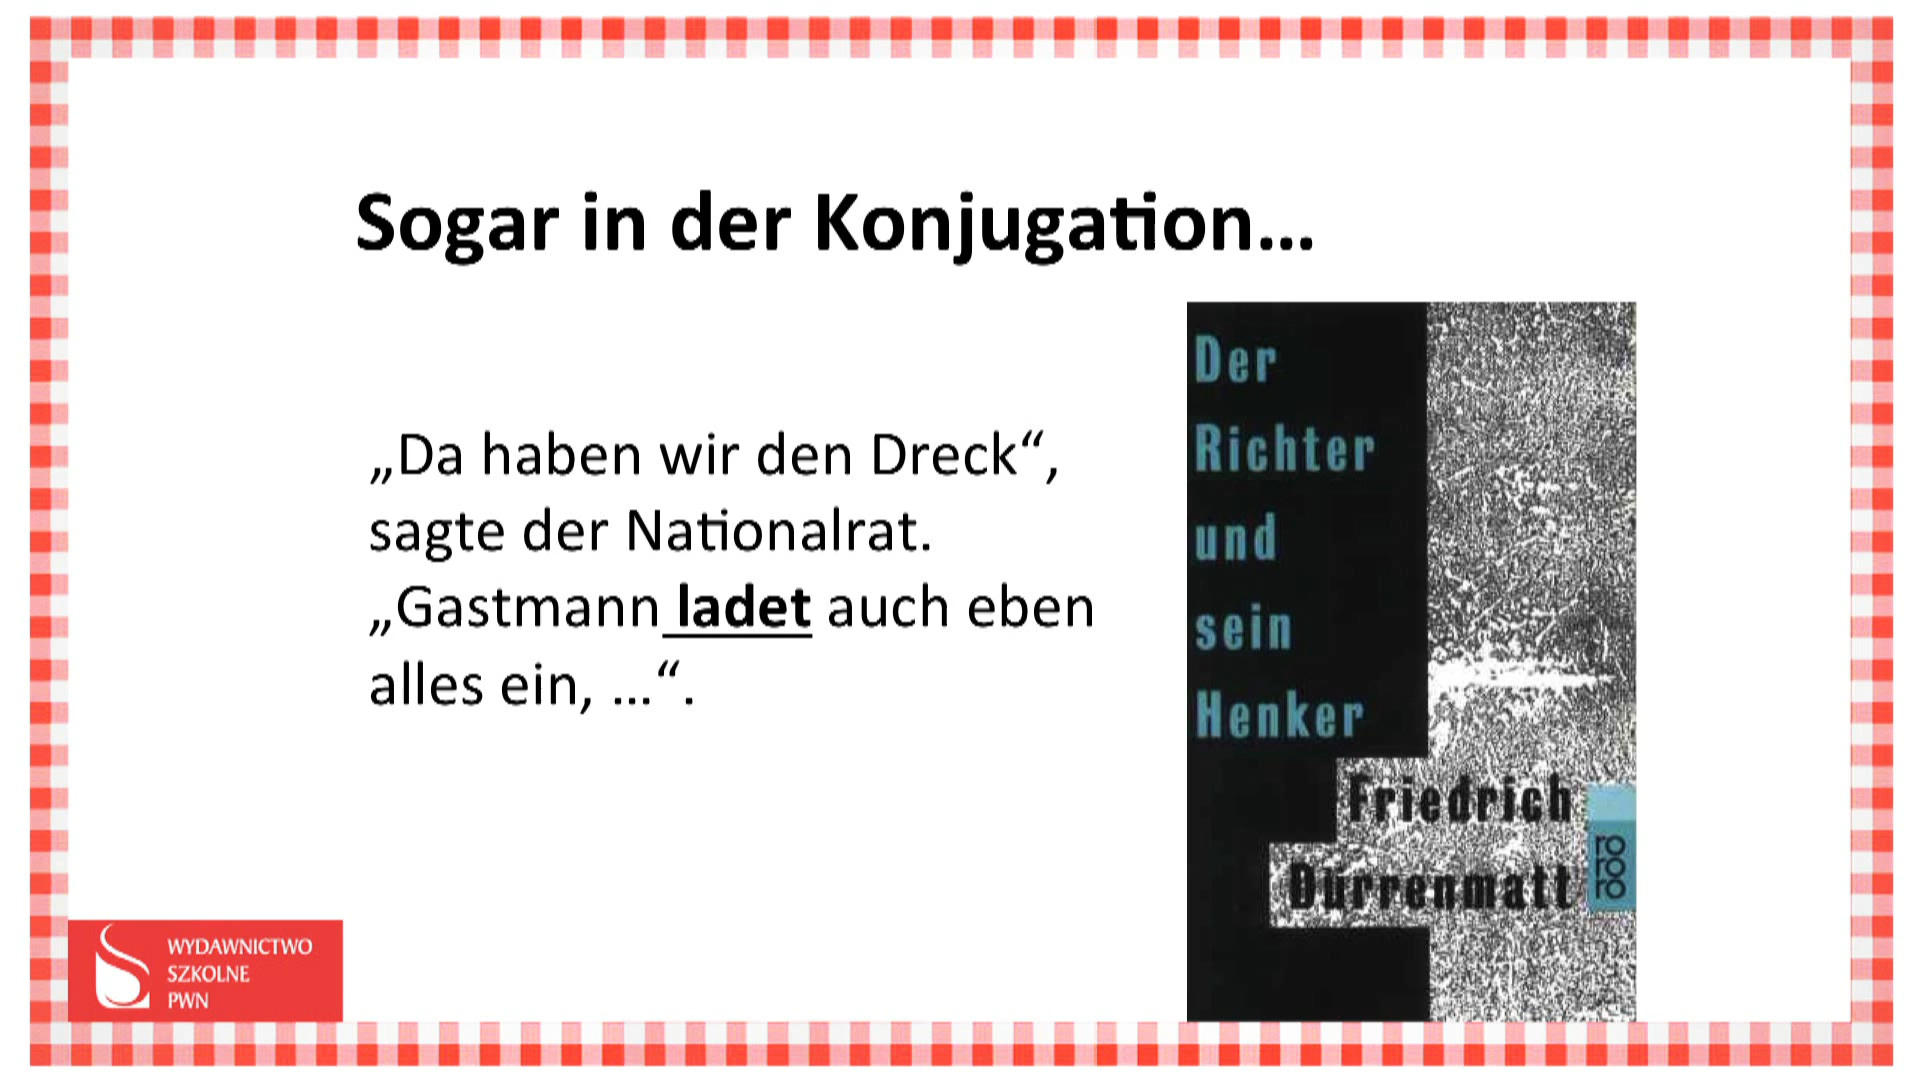 Sogar in der Konjugation...
„Da haben wir den Dreck“,
sagte der Nationalrat.
„Gastmann ladet auch eben
alles ein, ...“.
Der
Richter
und
sein
Henker
Friedrich
Dürrenmatt
ro
ro
ro
WYDAWNICTWO
SZKOLNE
PWN